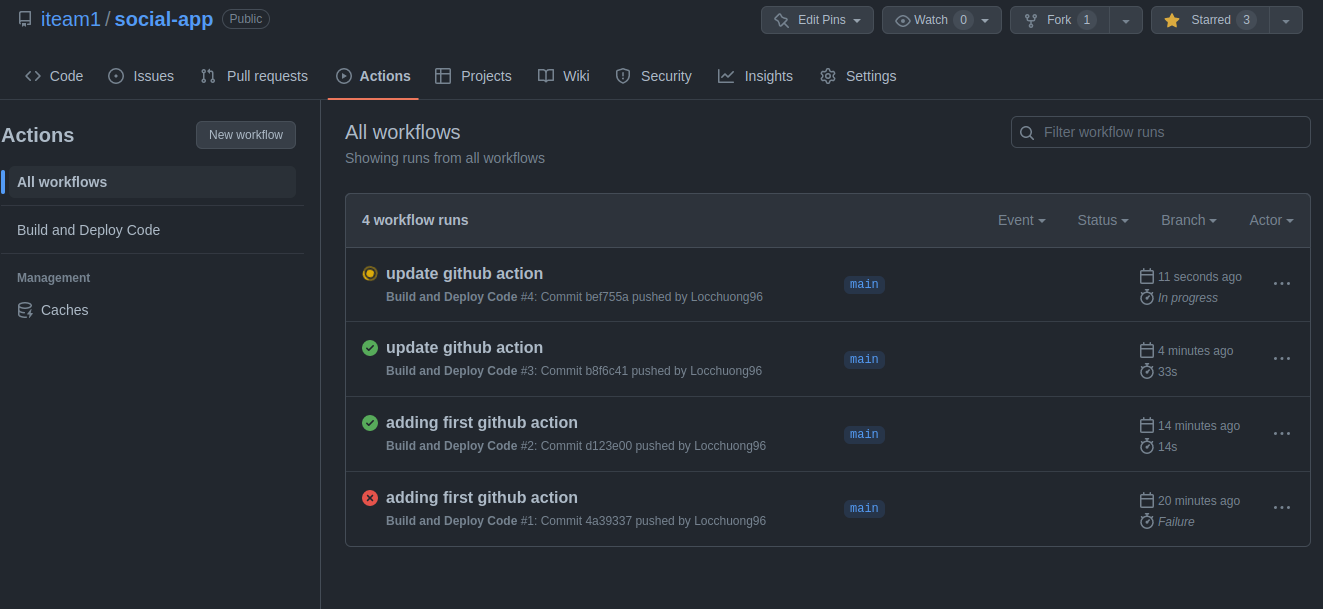 iteam1 / social-app Public Edit Pins Watch 0 Fork 1 Starred 3
Code Issues Pull requests Actions Projects Wiki Security Insights Settings
Actions New workflow
All workflows
Build and Deploy Code
Management
Caches
All workflows Filter workflow runs
Showing runs from all workflows
4 workflow runs Event Status Branch Actor
update github action
Build and Deploy Code #4: Commit bef755a pushed by Locchuong96
main
11 seconds ago
In progress
update github action
Build and Deploy Code #3: Commit b8f6c41 pushed by Locchuong96
main
4 minutes ago
33s
adding first github action
Build and Deploy Code #2: Commit d123e00 pushed by Locchuong96
main
14 minutes ago
14s
adding first github action
Build and Deploy Code #1: Commit 4a39337 pushed by Locchuong96
main
20 minutes ago
Failure